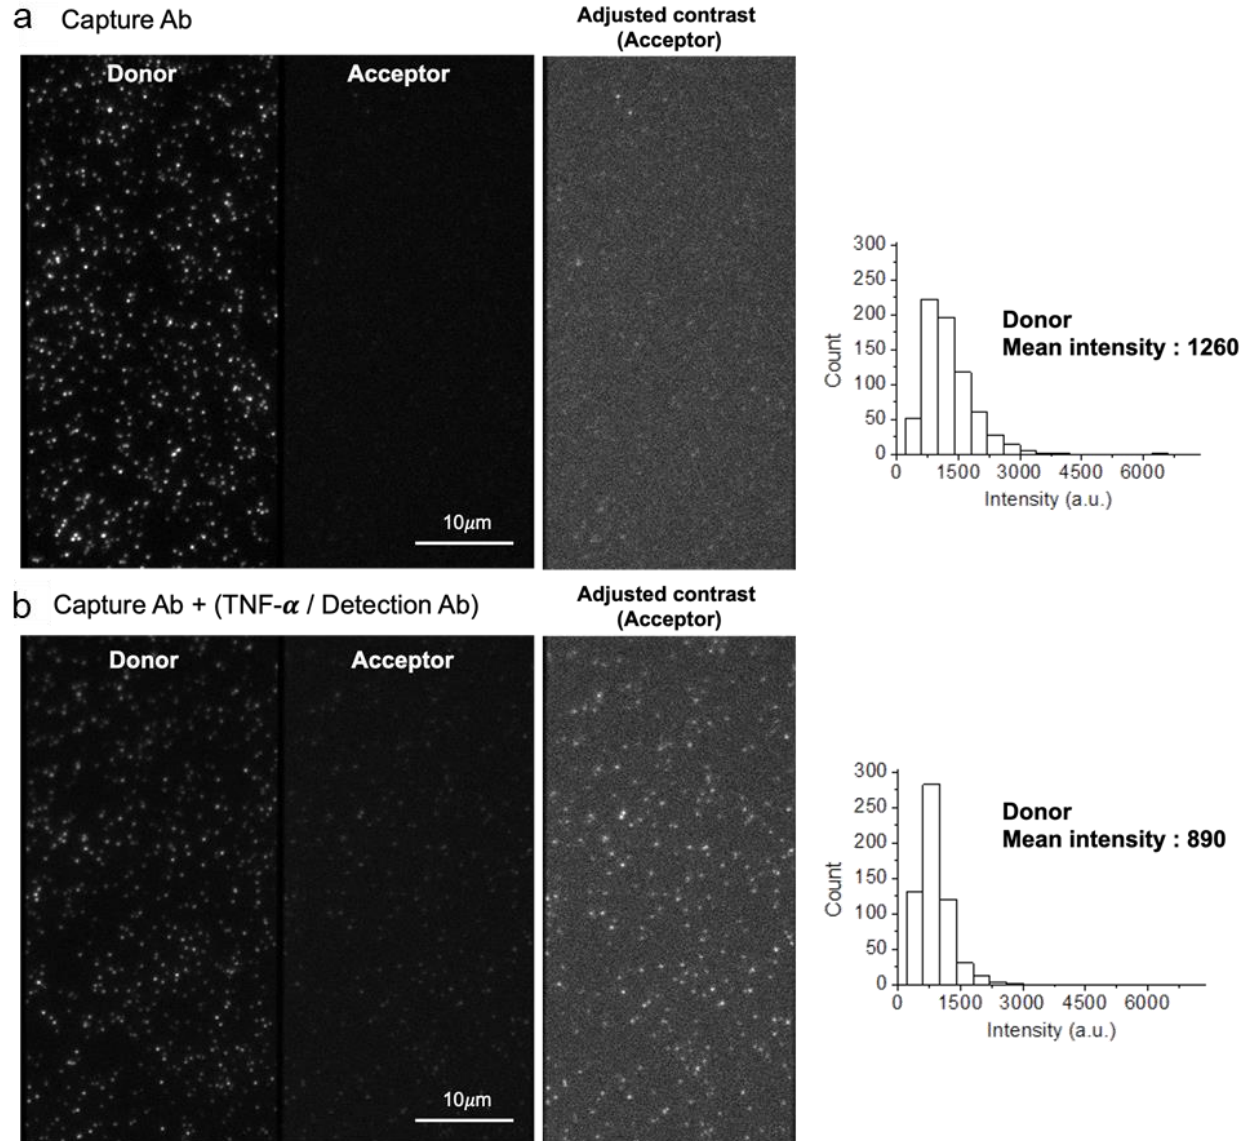 a Capture Ab
Adjusted contrast
(Acceptor)
Donor
Acceptor
10μm
300
250
200
150
100
50
0
Count
0 1500 3000 4500 6000
Intensity (a.u.)
Donor
Mean intensity : 1260
b Capture Ab + (TNF-α / Detection Ab)
Adjusted contrast
(Acceptor)
Donor
Acceptor
10μm
300
250
200
150
100
50
0
Count
0 1500 3000 4500 6000
Intensity (a.u.)
Donor
Mean intensity : 890